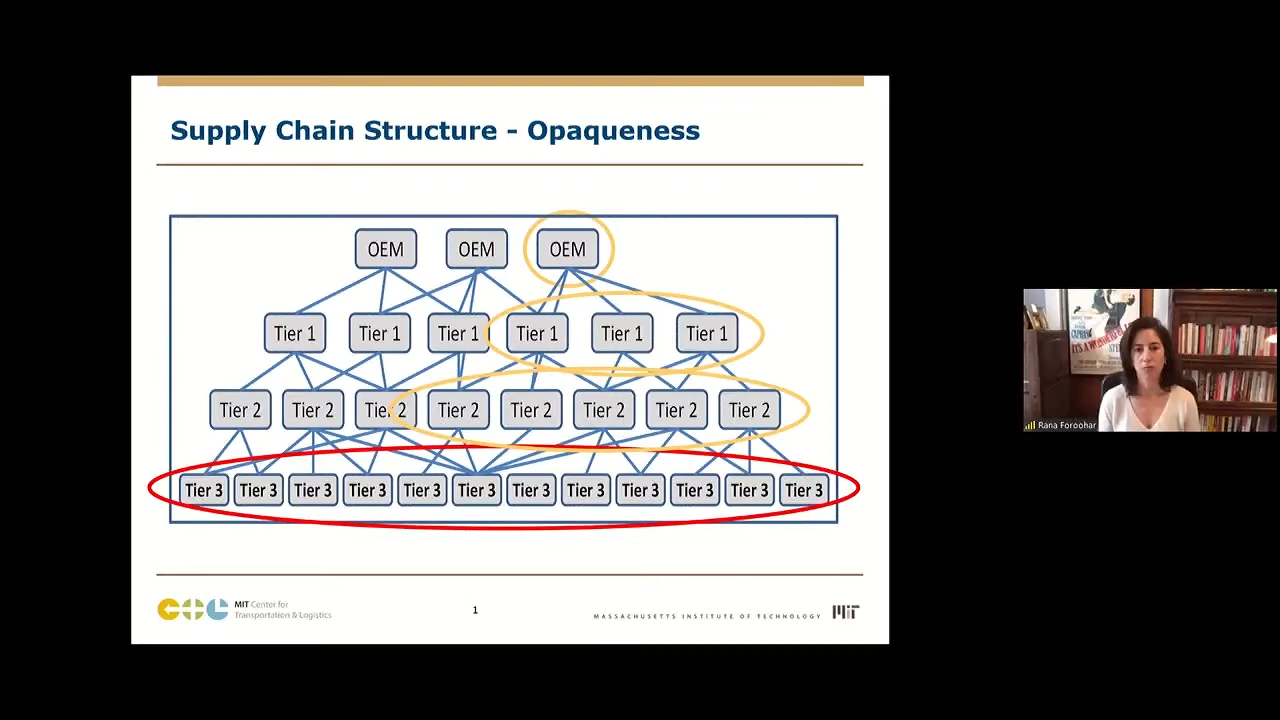 Supply Chain Structure - Opaqueness
OEM OEM OEM
Tier 1 Tier 1 Tier 1 Tier 1 Tier 1 Tier 1
Tier 2 Tier 2 Tier 2 Tier 2 Tier 2 Tier 2 Tier 2 Tier 2
Tier 3 Tier 3 Tier 3 Tier 3 Tier 3 Tier 3 Tier 3 Tier 3 Tier 3 Tier 3 Tier 3 Tier 3
MIT Center for
Transportation & Logistics
1
MASSACHUSETTS INSTITUTE OF TECHNOLOGY MIT
IT'S A WONDERFUL
Rana Foroohar